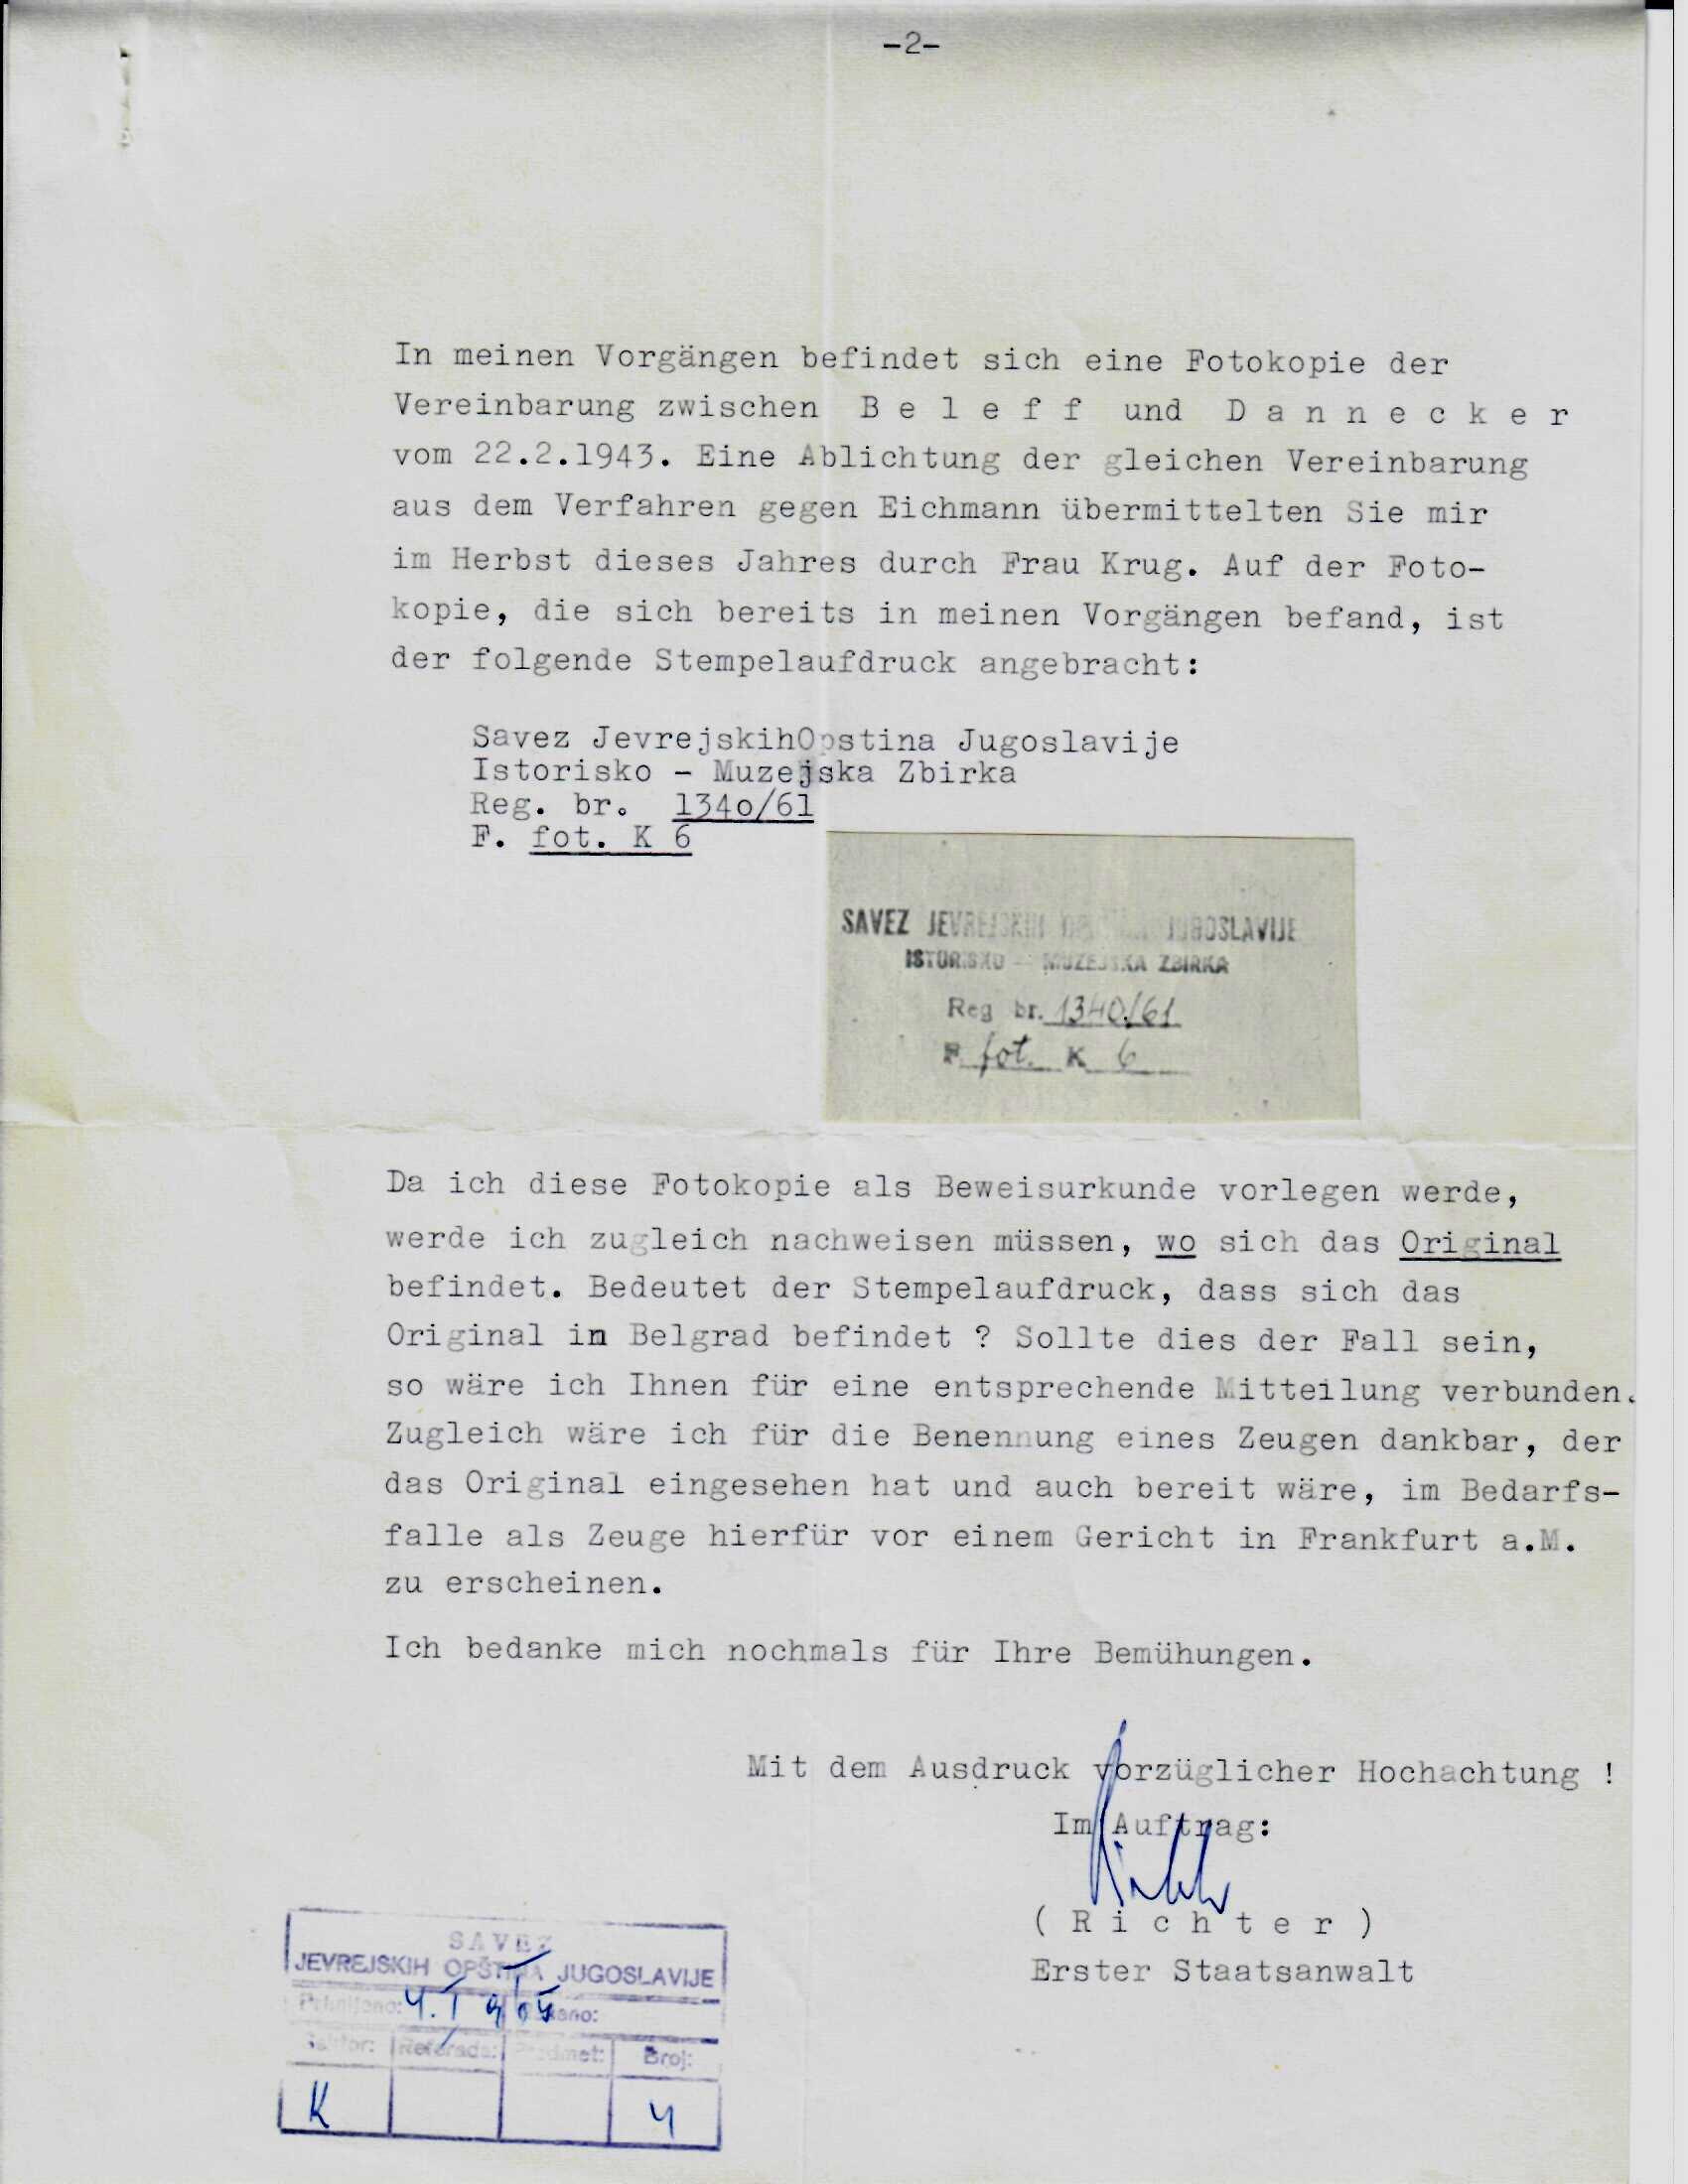 -2-
In meinen Vorgängen befindet sich eine Fotokopie der
Vereinbarung zwischen B e l e f f und D a n n e c k e r
vom 22.2.1943. Eine Ablichtung der gleichen Vereinbarung
aus dem Verfahren gegen Eichmann übermittelten Sie mir
im Herbst dieses Jahres durch Frau Krug. Auf der Foto-
kopie, die sich bereits in meinen Vorgängen befand, ist
der folgende Stempelaufdruck angebracht:
Savez JevrejskihOpstina Jugoslavije
Istorisko - Muzejska Zbirka
Reg. br. 134o/61
F. fot. K 6
SAVEZ JEVREJSKIH JUGOSLAVIJE
ISTORISKO - MUZEJSKA ZBIRKA
Reg br. 1340/61
F. fot. K 6
Da ich diese Fotokopie als Beweisurkunde vorlegen werde,
werde ich zugleich nachweisen müssen, wo sich das Original
befindet. Bedeutet der Stempelaufdruck, dass sich das
Original in Belgrad befindet ? Sollte dies der Fall sein,
so wäre ich Ihnen für eine entsprechende Mitteilung verbunden.
Zugleich wäre ich für die Benennung eines Zeugen dankbar, der
das Original eingesehen hat und auch bereit wäre, im Bedarfs-
falle als Zeuge hierfür vor einem Gericht in Frankfurt a.M.
zu erscheinen.
Ich bedanke mich nochmals für Ihre Bemühungen.
Mit dem Ausdruck vorzüglicher Hochachtung !
Im Auftrag:
( R i c h t e r )
Erster Staatsanwalt
SAVEZ
JEVREJSKIH OPŠTINA JUGOSLAVIJE
Predmet: Broj:
K 4